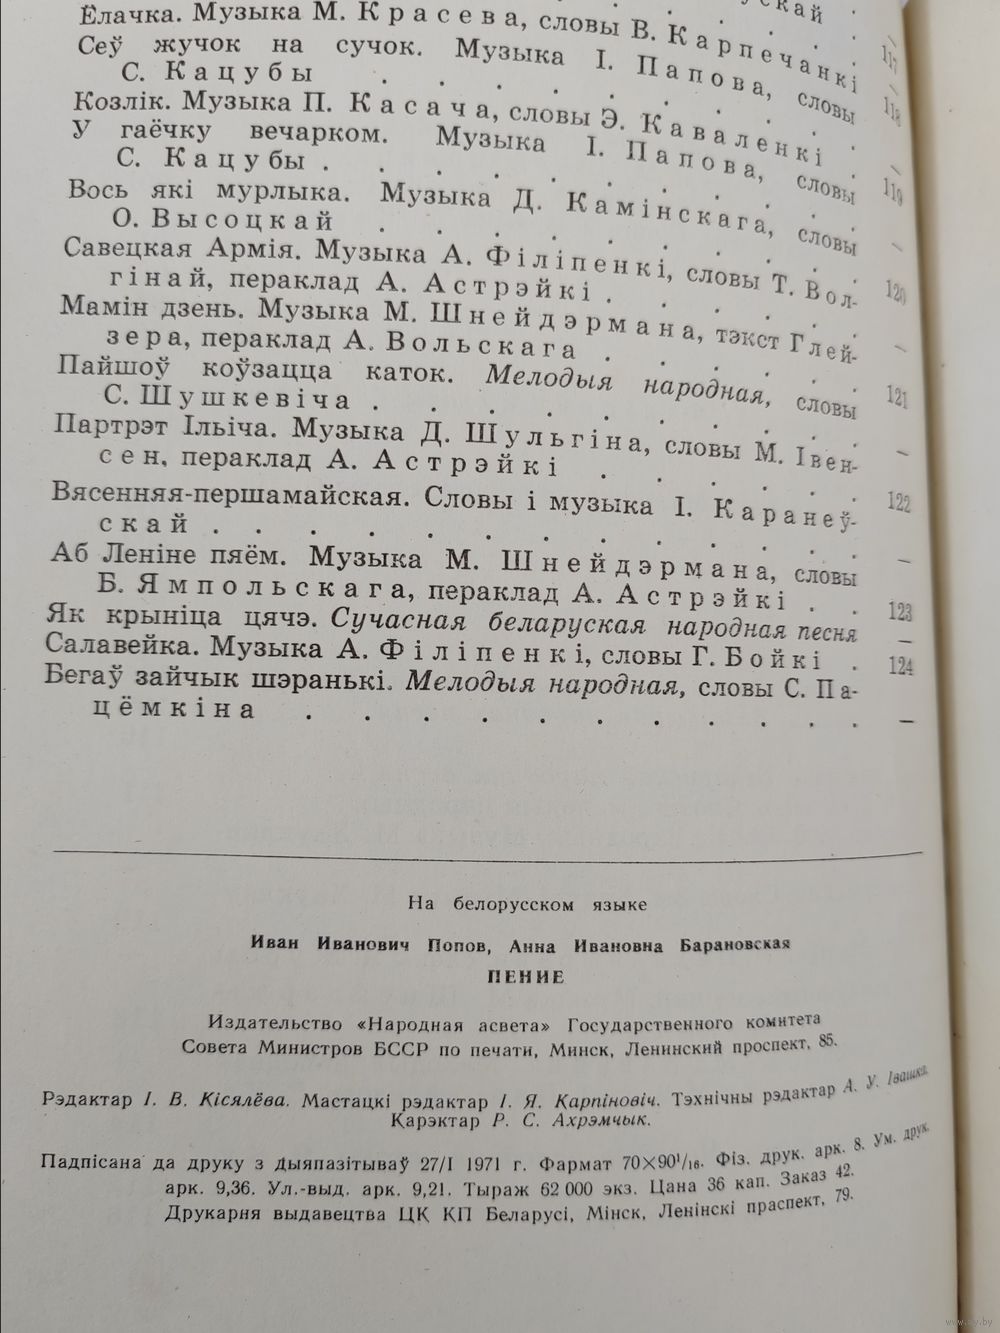 скай .
Ёлачка. Музыка М. Красева, словы В. Карпечанкі 117
Сеў жучок на сучок. Музыка І. Папова, словы
С. Кацубы . . . . . . . . 118
Козлік. Музыка П. Касача, словы Э. Каваленкі .
У гаёчку вечарком. Музыка І. Папова, словы
С. Кацубы . . . . . . . . . 119
Вось які мурлыка. Музыка Д. Камінскага, словы
О. Высоцкай . . . . . . . . —
Савецкая Армія. Музыка А. Філіпенкі, словы Т. Вол-
гінай, пераклад А. Астрэйкі . . . . . 120
Мамін дзень. Музыка М. Шнейдэрмана, тэкст Глей-
зера, пераклад А. Вольскага . . . . . —
Пайшоў коўзацца каток. Мелодыя народная, словы
С. Шушкевіча . . . . . . . . . 121
Партрэт Ільіча. Музыка Д. Шульгіна, словы М. Івен-
сен, пераклад А. Астрэйкі . . . . . —
Вясенняя-першамайская. Словы і музыка І. Каранеў-
скай . . . . . . . . . . . . 122
Аб Леніне пяём. Музыка М. Шнейдэрмана, словы
Б. Ямпольскага, пераклад А. Астрэйкі . . —
Як крыніца цячэ. Сучасная беларуская народная песня 123
Салавейка. Музыка А. Філіпенкі, словы Г. Бойкі . —
Бегаў зайчык шэранькі. Мелодыя народная, словы С. Па- 124
цёмкіна . . . . . . . . . . —
На белорусском языке
Иван Иванович Попов, Анна Ивановна Барановская
ПЕНИЕ
Издательство «Народная асвета» Государственного комитета
Совета Министров БССР по печати, Минск, Ленинский проспект, 85.
Рэдактар І. В. Кісялёва. Мастацкі рэдактар І. Я. Карпіновіч. Тэхнічны рэдактар А. У. Івашка.
Карэктар Р. С. Ахрэмчык.
Падпісана да друку з Дыяпазітываў 27/I 1971 г. Фармат 70×90¹/₁₆. Фіз. друк. арк. 8. Ум. друк.
арк. 9,36. Ул.-выд. арк. 9,21. Тыраж 62 000 экз. Цана 36 кап. Заказ 42.
Друкарня выдавецтва ЦК КП Беларусі, Мінск, Ленінскі праспект, 79.